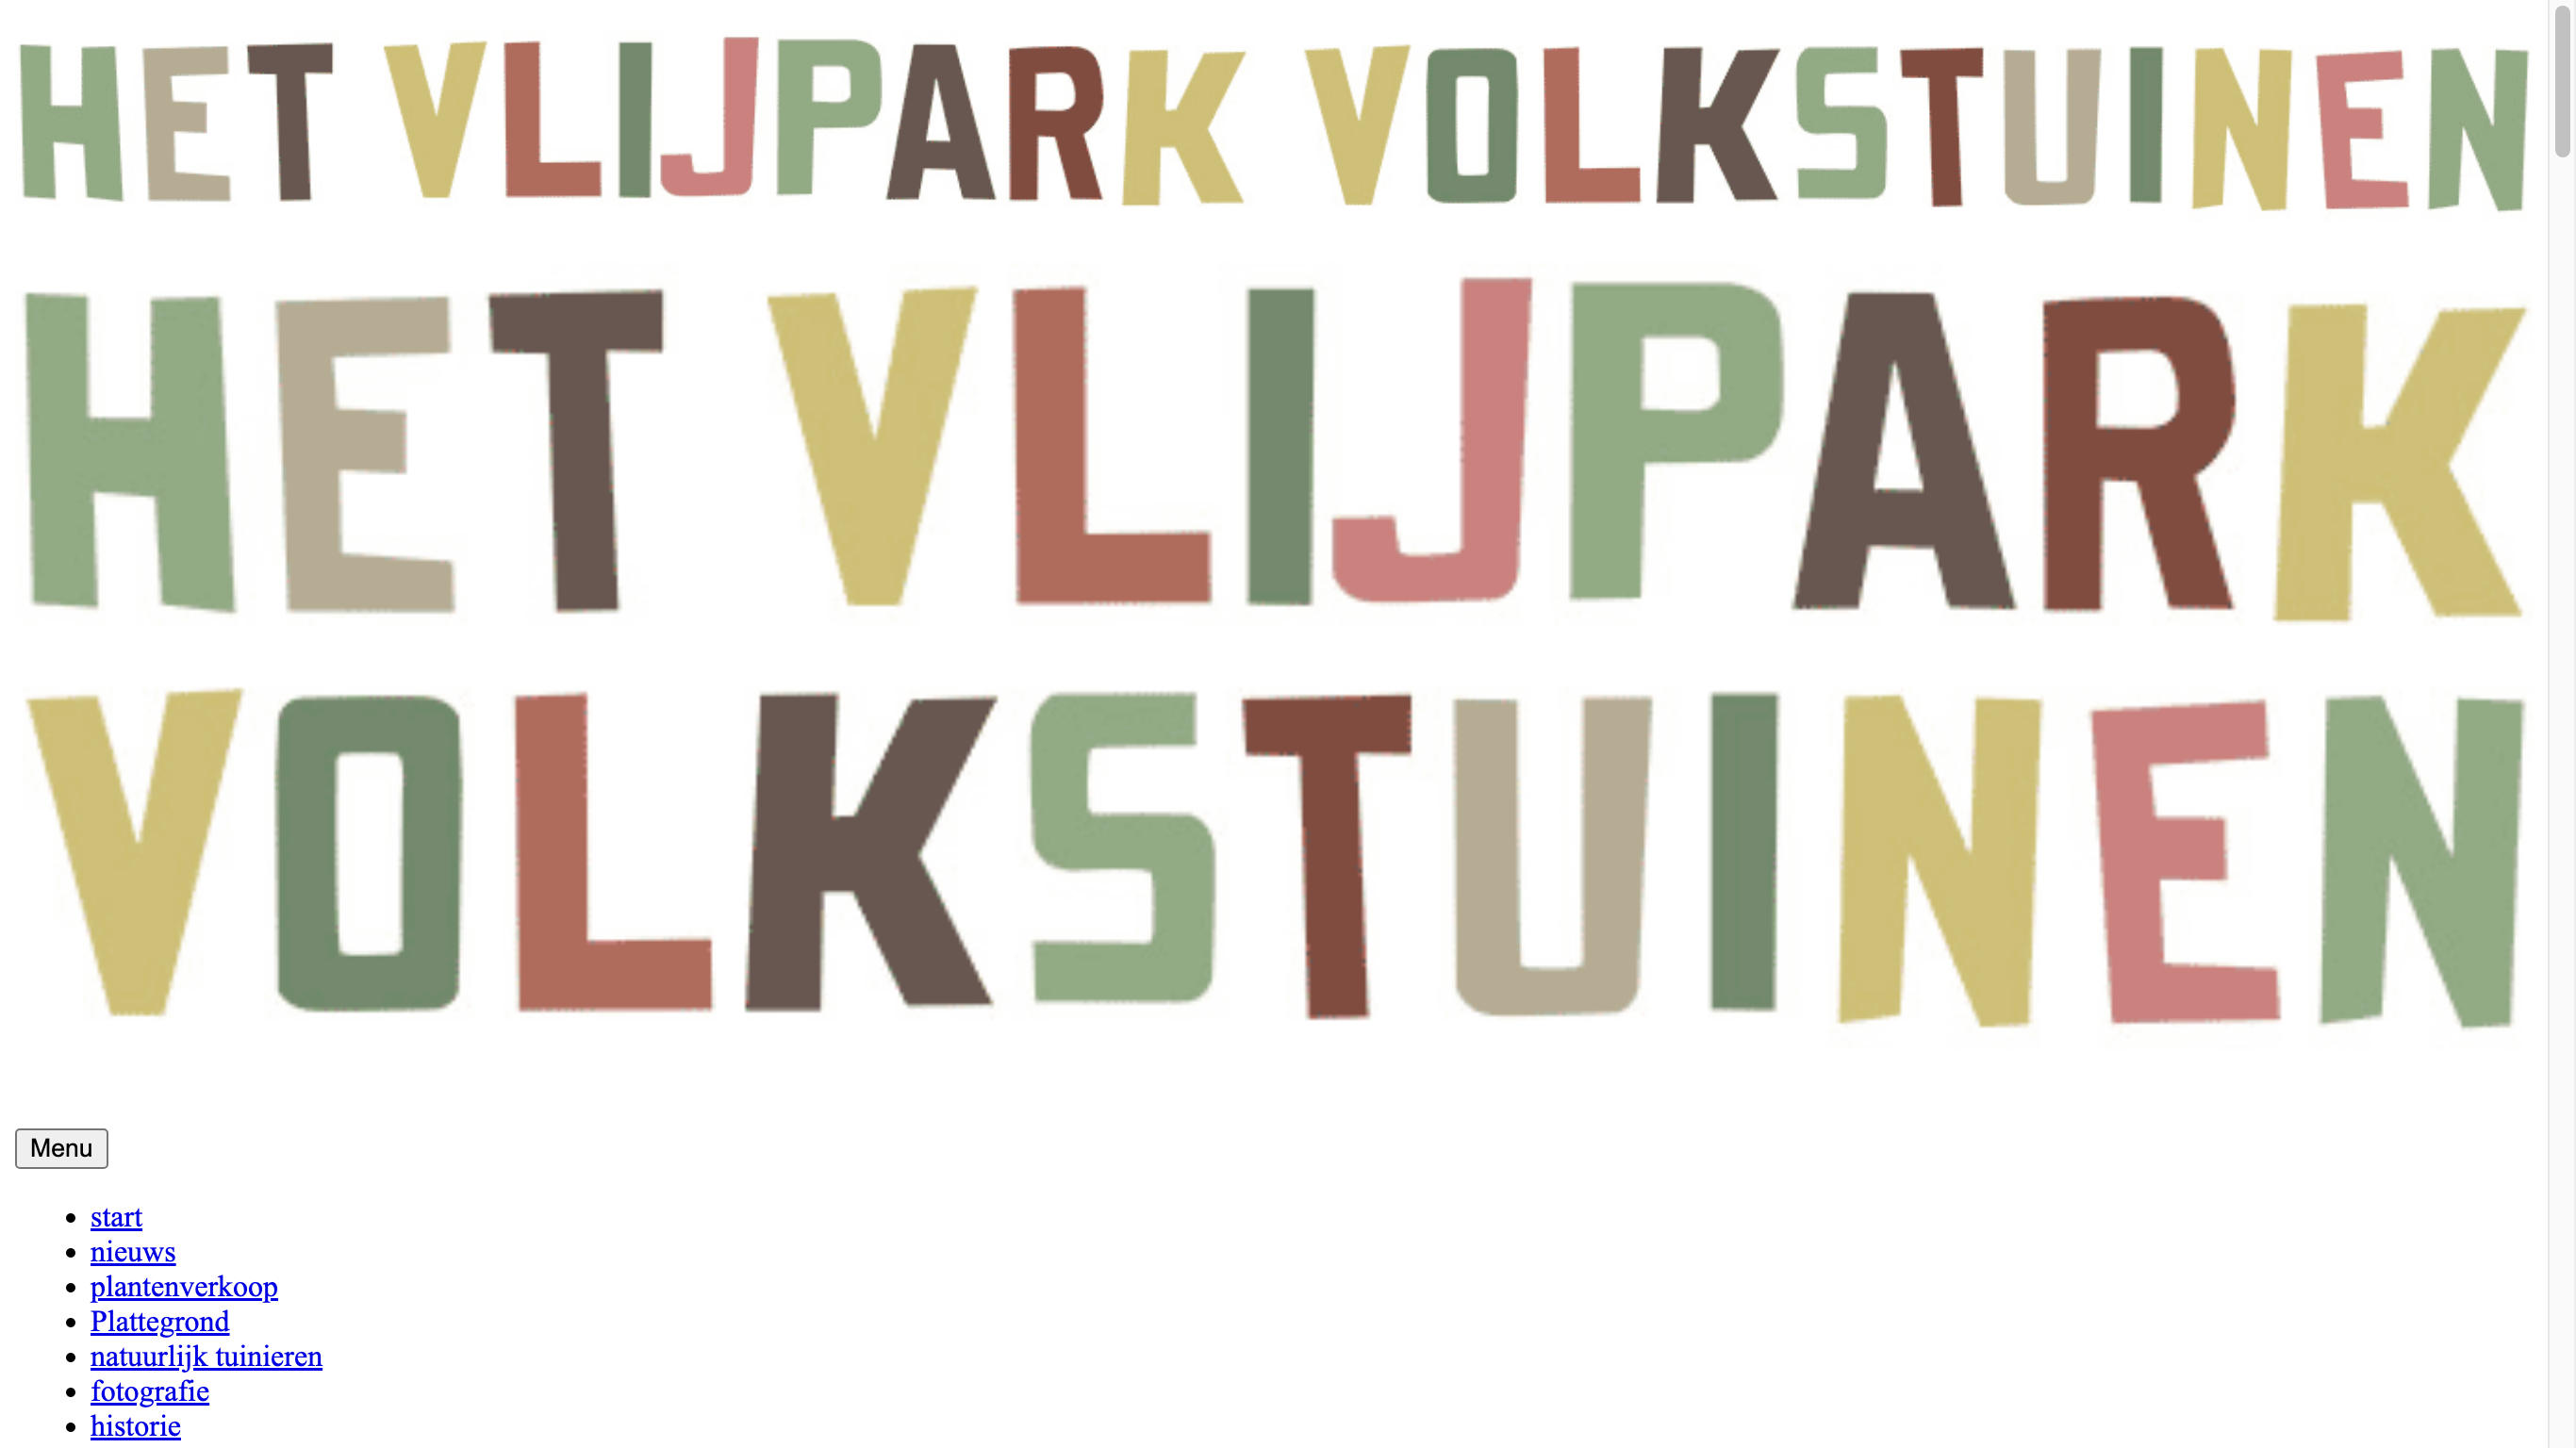 HET VLIJPARK VOLKSTUINEN
HET VLIJPARK
VOLKSTUINEN
Menu
start
nieuws
plantenverkoop
Plattegrond
natuurlijk tuinieren
fotografie
historie